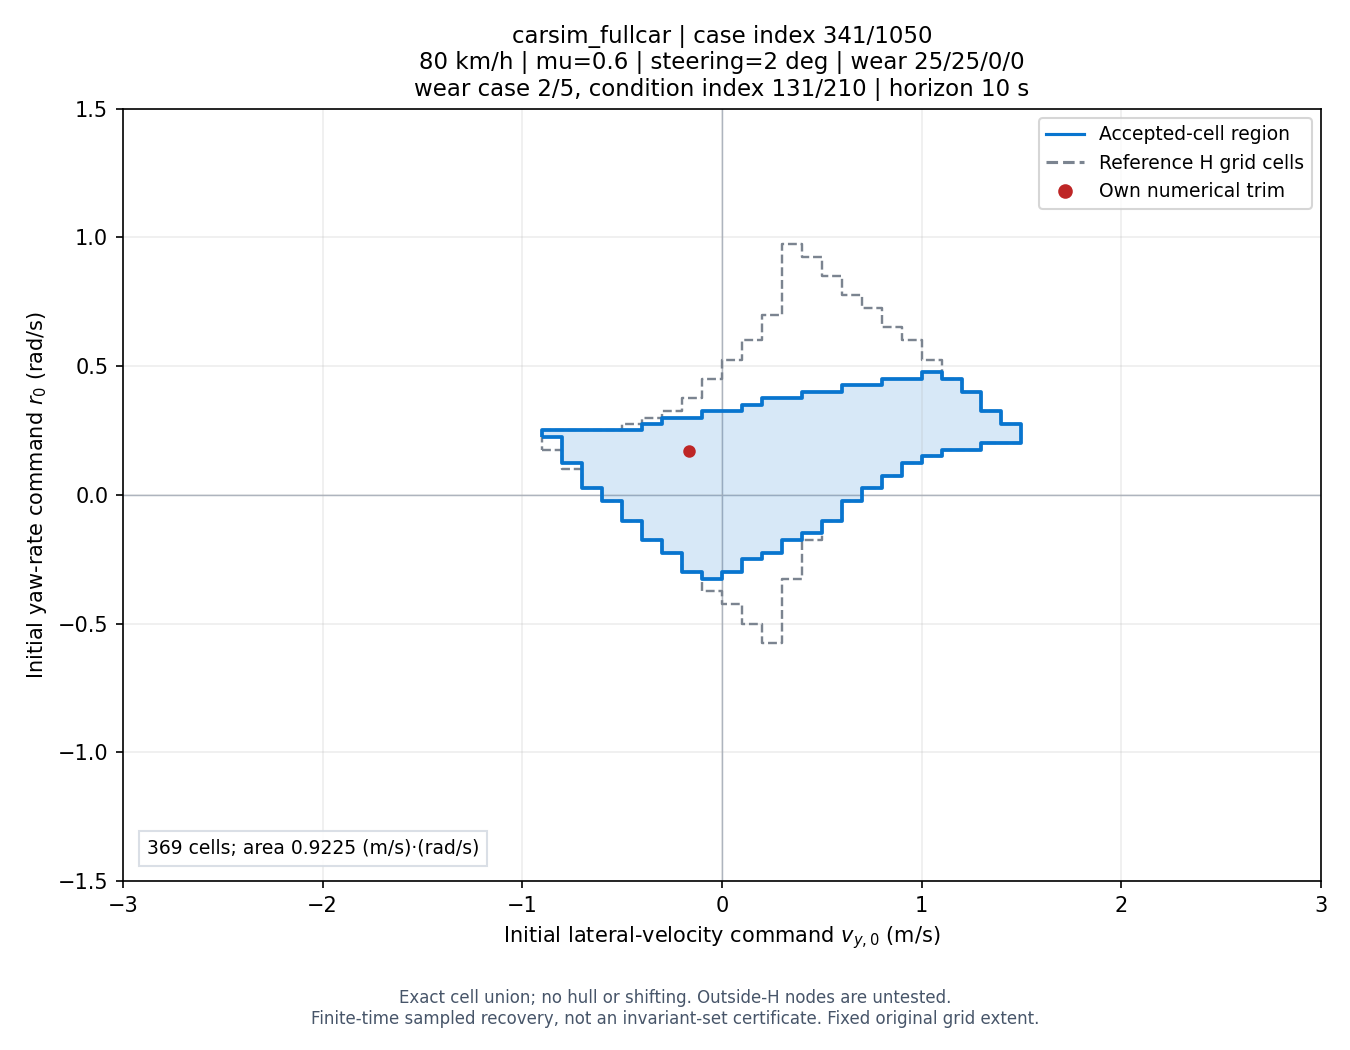 carsim_fullcar | case index 341/1050
80 km/h | mu=0.6 | steering=2 deg | wear 25/25/0/0
wear case 2/5, condition index 131/210 | horizon 10 s
Accepted-cell region
Reference H grid cells
Own numerical trim
1.5
1.0
0.5
0.0
−0.5
−1.0
−1.5
Initial yaw-rate command r0 (rad/s)
369 cells; area 0.9225 (m/s)·(rad/s)
−3
−2
−1
0
1
2
3
Initial lateral-velocity command vy,0 (m/s)
Exact cell union; no hull or shifting. Outside-H nodes are untested.
Finite-time sampled recovery, not an invariant-set certificate. Fixed original grid extent.